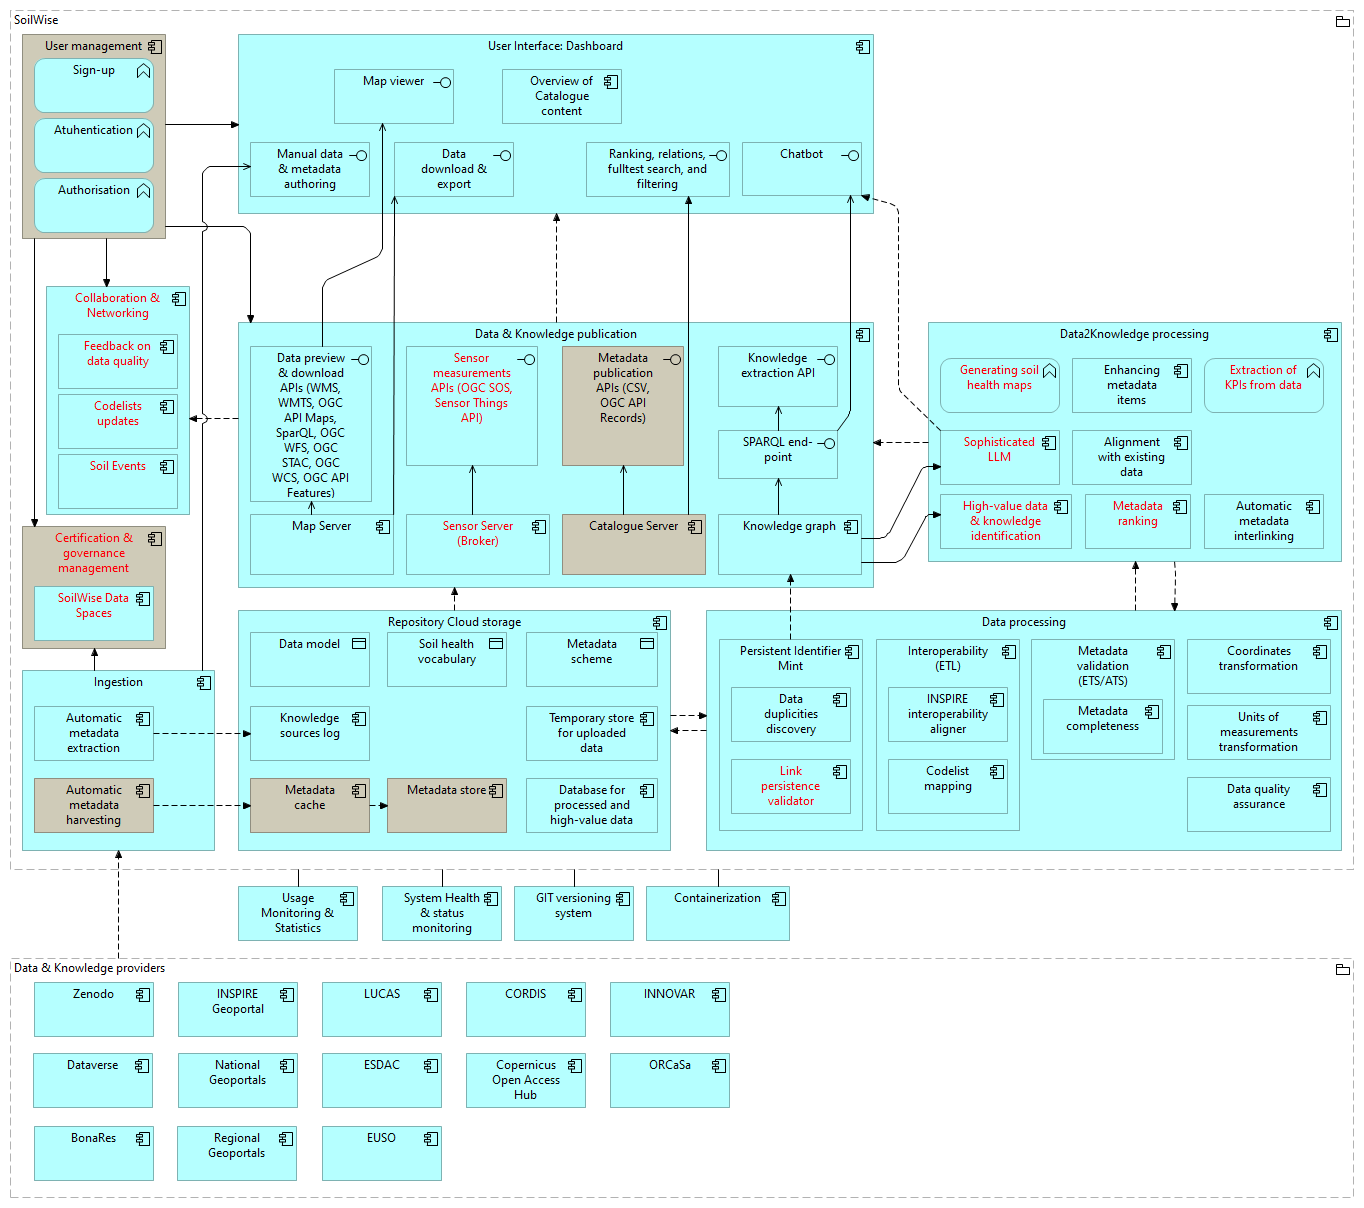 SoilWise
User management
Sign-up
Atuhentication
Authorisation
User Interface: Dashboard
Map viewer
Overview of
Catalogue
content
Manual data
& metadata
authoring
Data
download &
export
Ranking, relations,
fulltest search, and
filtering
Chatbot
Collaboration &
Networking
Feedback on
data quality
Codelists
updates
Soil Events
Data & Knowledge publication
Data preview
& download
APIs (WMS,
WMTS, OGC
API Maps,
SparQL, OGC
WFS, OGC
STAC, OGC
WCS, OGC API
Features)
Sensor
measurements
APIs (OGC SOS,
Sensor Things
API)
Metadata
publication
APIs (CSV,
OGC API
Records)
Knowledge
extraction API
SPARQL end-
point
Map Server
Sensor Server
(Broker)
Catalogue Server
Knowledge graph
Data2Knowledge processing
Generating soil
health maps
Enhancing
metadata
items
Extraction of
KPIs from data
Sophisticated
LLM
Alignment
with existing
data
High-value data
& knowledge
identification
Metadata
ranking
Automatic
metadata
interlinking
Certification &
governance
management
SoilWise Data
Spaces
Ingestion
Automatic
metadata
extraction
Automatic
metadata
harvesting
Repository Cloud storage
Data model
Soil health
vocabulary
Metadata
scheme
Knowledge
sources log
Temporary store
for uploaded
data
Metadata
cache
Metadata store
Database for
processed and
high-value data
Data processing
Persistent Identifier
Mint
Data
duplicities
discovery
Link
persistence
validator
Interoperability
(ETL)
INSPIRE
interoperability
aligner
Codelist
mapping
Metadata
validation
(ETS/ATS)
Metadata
completeness
Coordinates
transformation
Units of
measurements
transformation
Data quality
assurance
Usage
Monitoring &
Statistics
System Health
& status
monitoring
GIT versioning
system
Containerization
Data & Knowledge providers
Zenodo
INSPIRE
Geoportal
LUCAS
CORDIS
INNOVAR
Dataverse
National
Geoportals
ESDAC
Copernicus
Open Access
Hub
ORCaSa
BonaRes
Regional
Geoportals
EUSO